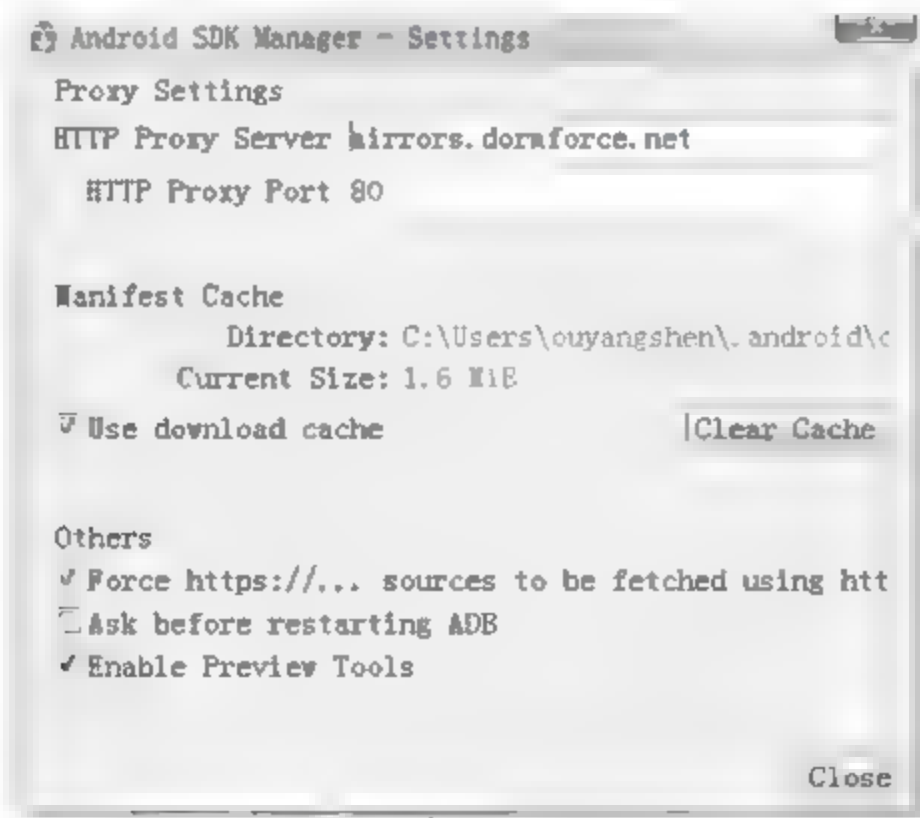 Android SDK Manager - Settings
Proxy Settings
HTTP Proxy Server mirrors.dormforce.net
HTTP Proxy Port 80
Manifest Cache
Directory: C:\Users\ouyangshen\.android\c
Current Size: 1.6 MiB
Use download cache
Clear Cache
Others
Force https://... sources to be fetched using htt
Ask before restarting ADB
Enable Preview Tools
Close